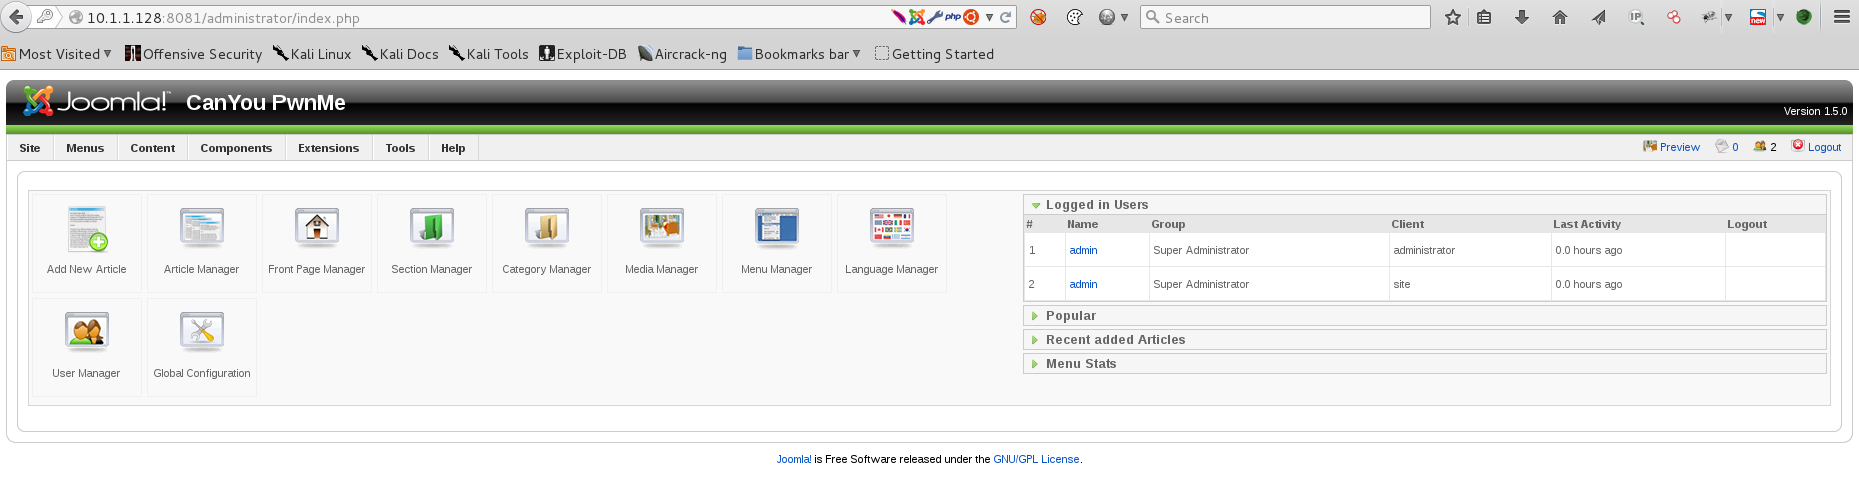 10.1.1.128:8081/administrator/index.php php Search IP new
Most Visited Offensive Security Kali Linux Kali Docs Kali Tools Exploit-DB Aircrack-ng Bookmarks bar Getting Started
Joomla!™ CanYou PwnMe
Version 1.5.0
Site Menus Content Components Extensions Tools Help Preview 0 2 Logout
Add New Article Article Manager Front Page Manager Section Manager Category Manager Media Manager Menu Manager Language Manager
User Manager Global Configuration
Logged in Users
# Name Group Client Last Activity Logout
1 admin Super Administrator administrator 0.0 hours ago
2 admin Super Administrator site 0.0 hours ago
Popular
Recent added Articles
Menu Stats
Joomla! is Free Software released under the GNU/GPL License.